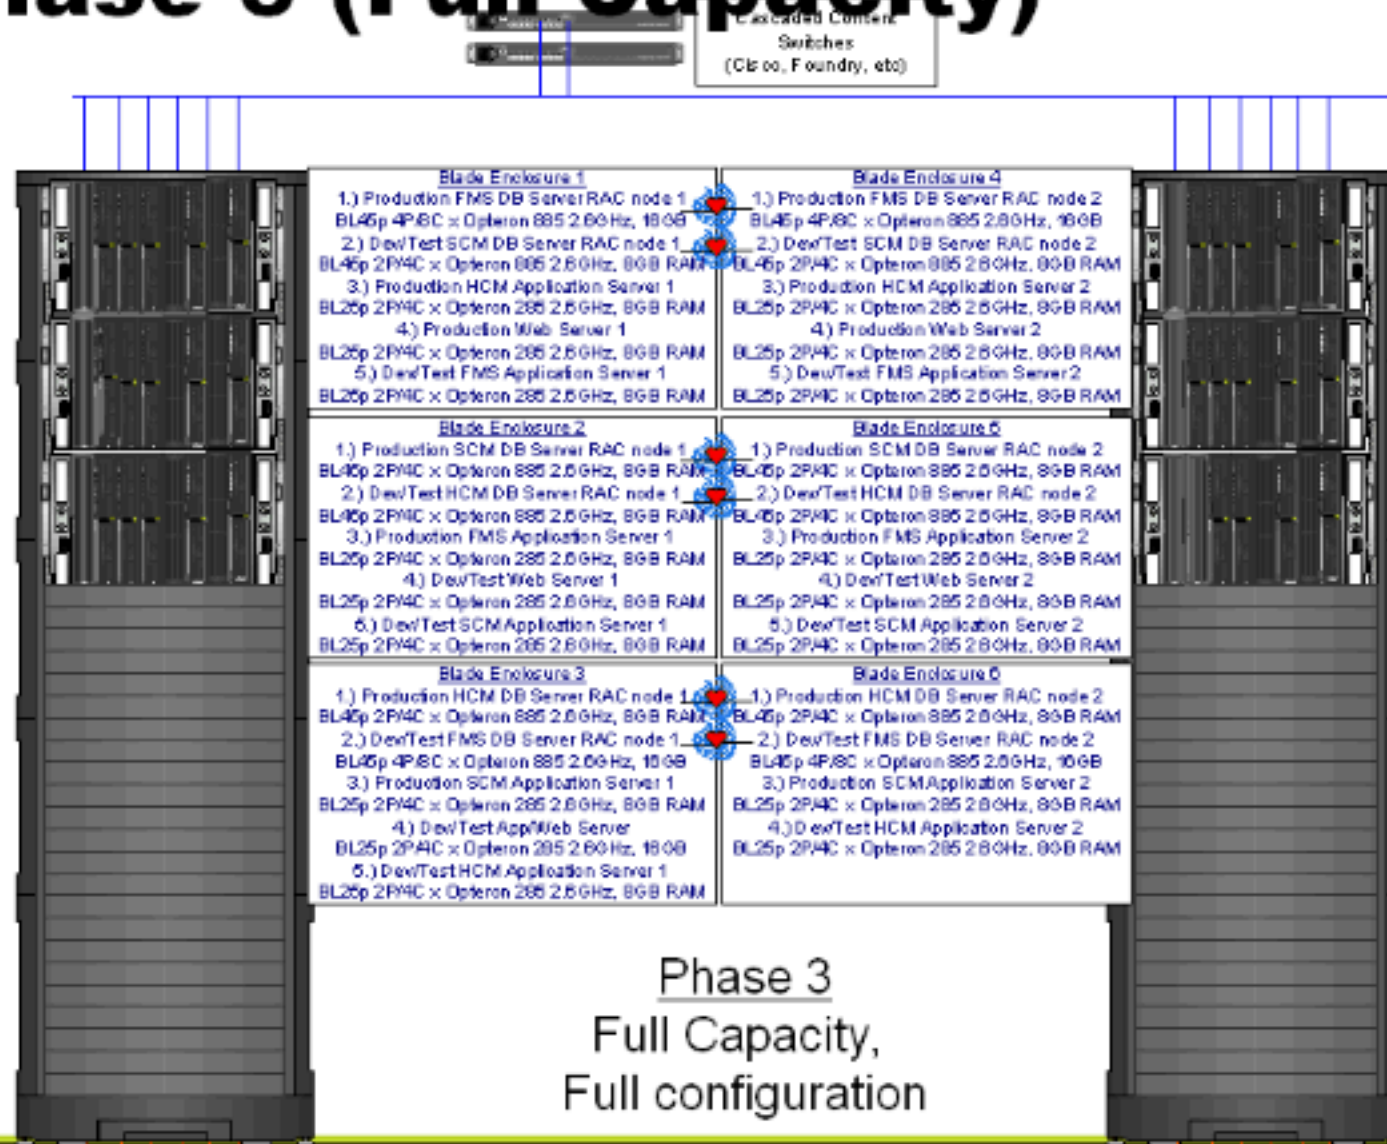 Phase 3 (Full Capacity)
Cascaded Content
Switches
(Cisco, Foundry, etc)
Blade Enclosure 1
1.) Production FMS DB Server RAC node 1
BL45p 4P/8C x Opteron 885 2.6GHz, 16GB
2.) Dev/Test SCM DB Server RAC node 1
BL45p 2P/4C x Opteron 885 2.6GHz, 8GB RAM
3.) Production HCM Application Server 1
BL25p 2P/4C x Opteron 285 2.6GHz, 8GB RAM
4.) Production Web Server 1
BL25p 2P/4C x Opteron 285 2.6GHz, 8GB RAM
5.) Dev/Test FMS Application Server 1
BL25p 2P/4C x Opteron 285 2.6GHz, 8GB RAM
Blade Enclosure 4
1.) Production FMS DB Server RAC node 2
BL45p 4P/8C x Opteron 885 2.6GHz, 16GB
2.) Dev/Test SCM DB Server RAC node 2
BL45p 2P/4C x Opteron 885 2.6GHz, 8GB RAM
3.) Production HCM Application Server 2
BL25p 2P/4C x Opteron 285 2.6GHz, 8GB RAM
4.) Production Web Server 2
BL25p 2P/4C x Opteron 285 2.6GHz, 8GB RAM
5.) Dev/Test FMS Application Server 2
BL25p 2P/4C x Opteron 285 2.6GHz, 8GB RAM
Blade Enclosure 2
1.) Production SCM DB Server RAC node 1
BL45p 2P/4C x Opteron 885 2.6GHz, 8GB RAM
2.) Dev/Test HCM DB Server RAC node 1
BL45p 2P/4C x Opteron 885 2.6GHz, 8GB RAM
3.) Production FMS Application Server 1
BL25p 2P/4C x Opteron 285 2.6GHz, 8GB RAM
4.) Dev/Test Web Server 1
BL25p 2P/4C x Opteron 285 2.6GHz, 8GB RAM
5.) Dev/Test SCM Application Server 1
BL25p 2P/4C x Opteron 285 2.6GHz, 8GB RAM
Blade Enclosure 5
1.) Production SCM DB Server RAC node 2
BL45p 2P/4C x Opteron 885 2.6GHz, 8GB RAM
2.) Dev/Test HCM DB Server RAC node 2
BL45p 2P/4C x Opteron 885 2.6GHz, 8GB RAM
3.) Production FMS Application Server 2
BL25p 2P/4C x Opteron 285 2.6GHz, 8GB RAM
4.) Dev/Test Web Server 2
BL25p 2P/4C x Opteron 285 2.6GHz, 8GB RAM
5.) Dev/Test SCM Application Server 2
BL25p 2P/4C x Opteron 285 2.6GHz, 8GB RAM
Blade Enclosure 3
1.) Production HCM DB Server RAC node 1
BL45p 2P/4C x Opteron 885 2.6GHz, 8GB RAM
2.) Dev/Test FMS DB Server RAC node 1
BL45p 4P/8C x Opteron 885 2.6GHz, 16GB
3.) Production SCM Application Server 1
BL25p 2P/4C x Opteron 285 2.6GHz, 8GB RAM
4.) Dev/Test App/Web Server
BL25p 2P/4C x Opteron 285 2.6GHz, 16GB
5.) Dev/Test HCM Application Server 1
BL25p 2P/4C x Opteron 285 2.6GHz, 8GB RAM
Blade Enclosure 6
1.) Production HCM DB Server RAC node 2
BL45p 2P/4C x Opteron 885 2.6GHz, 8GB RAM
2.) Dev/Test FMS DB Server RAC node 2
BL45p 4P/8C x Opteron 885 2.6GHz, 16GB
3.) Production SCM Application Server 2
BL25p 2P/4C x Opteron 285 2.6GHz, 8GB RAM
4.) Dev/Test HCM Application Server 2
BL25p 2P/4C x Opteron 285 2.6GHz, 8GB RAM
Phase 3
Full Capacity,
Full configuration